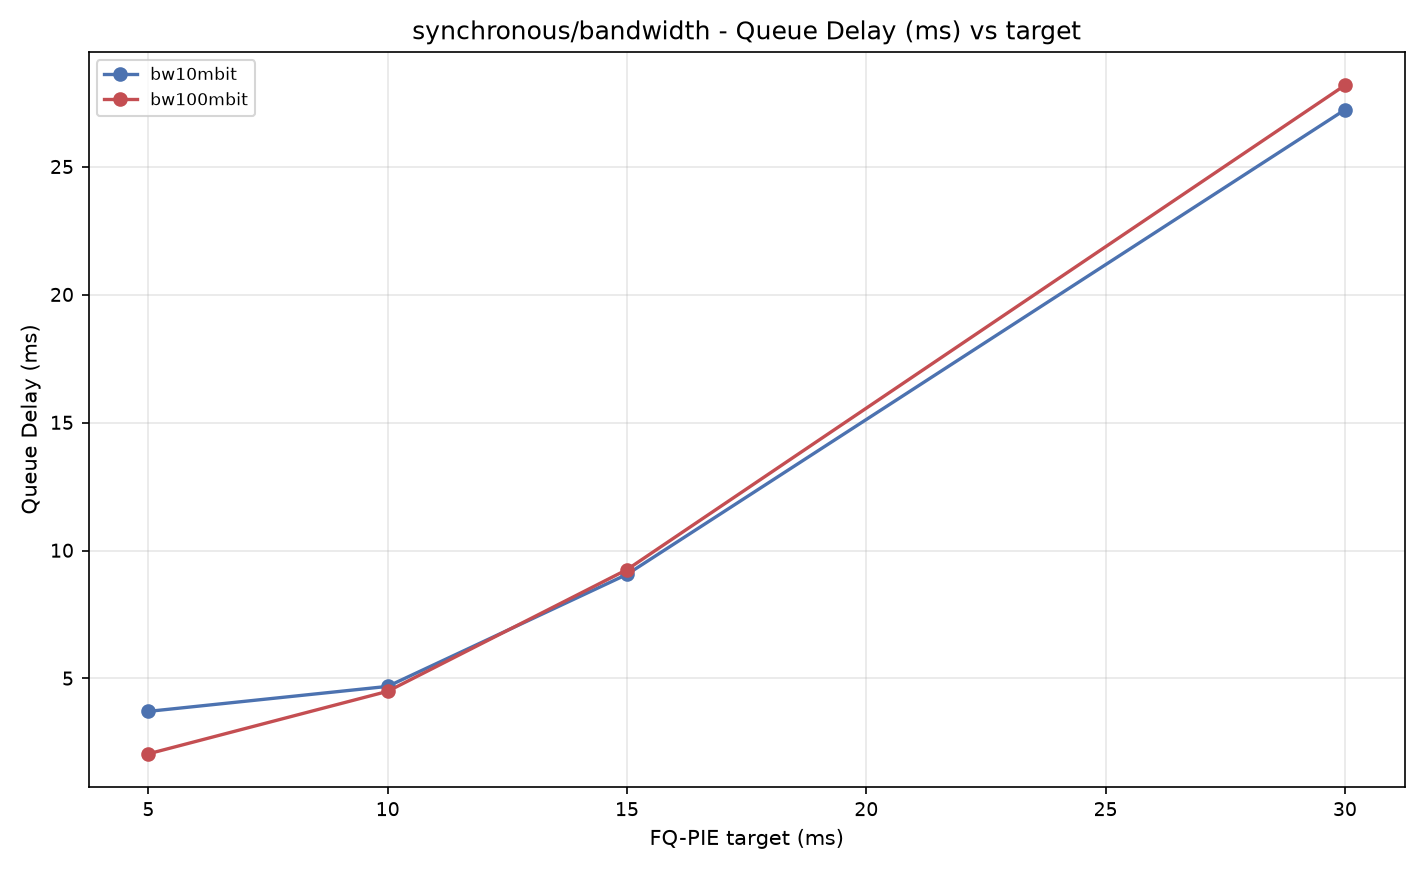 synchronous/bandwidth - Queue Delay (ms) vs target
bw10mbit
bw100mbit
Queue Delay (ms)
25
20
15
10
5
5 10 15 20 25 30
FQ-PIE target (ms)